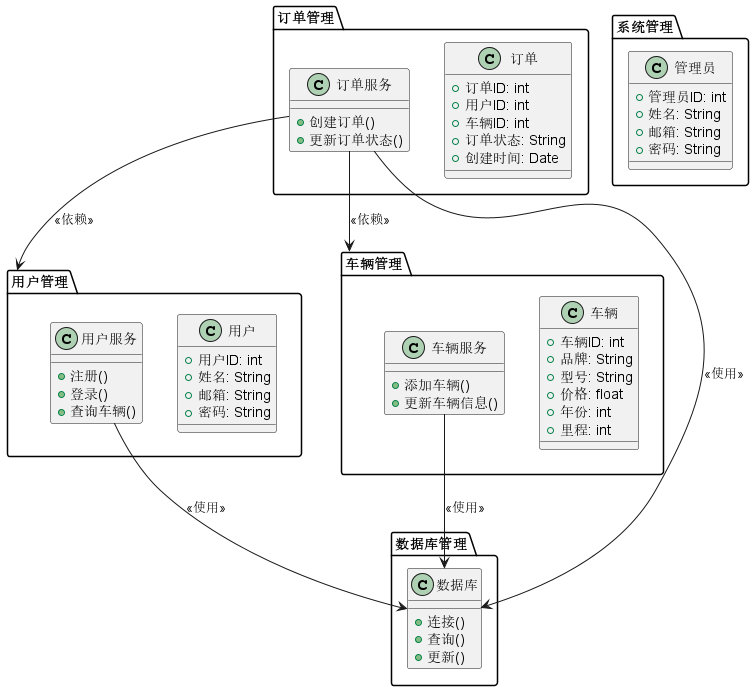 订单管理
C 订单服务
创建订单()
更新订单状态()
C 订单
订单ID: int
用户ID: int
车辆ID: int
订单状态: String
创建时间: Date
系统管理
C 管理员
管理员ID: int
姓名: String
邮箱: String
密码: String
«依赖»
«依赖»
«使用»
用户管理
C 用户服务
注册()
登录()
查询车辆()
C 用户
用户ID: int
姓名: String
邮箱: String
密码: String
车辆管理
C 车辆服务
添加车辆()
更新车辆信息()
C 车辆
车辆ID: int
品牌: String
型号: String
价格: float
年份: int
里程: int
«使用»
«使用»
数据库管理
C 数据库
连接()
查询()
更新()